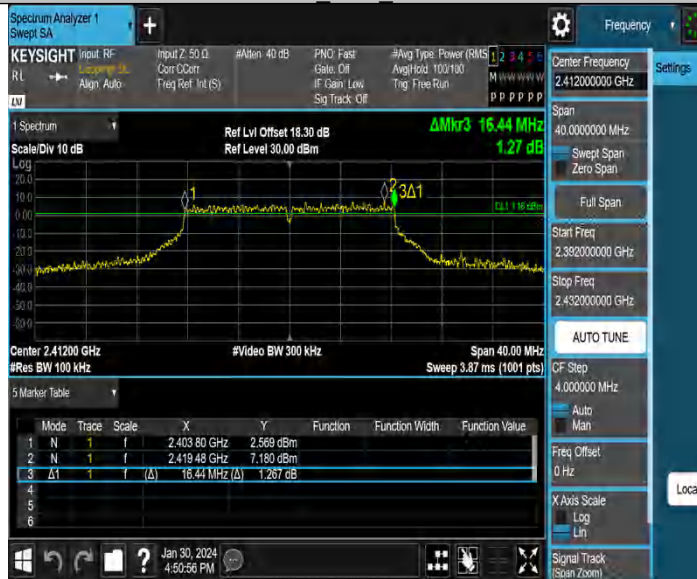 Spectrum Analyzer 1
Swept SA
Frequency
KEYSIGHT Input: RF
RL
Align: Auto
Input Z: 50 Ω
Corr CCorr
Freq Ref: Int (S)
#Atten: 40 dB
PNO: Fast
Gate: Off
IF Gain: Low
Sig Track: Off
#Avg Type: Power (RMS
Avg|Hold: 100/100
Trig: Free Run
1 2 3 4 5 6
M W W W W W
P P P P P P
LXI
1 Spectrum
Scale/Div 10 dB
Ref Lvl Offset 18.30 dB
Ref Level 30.00 dBm
ΔMkr3 16.44 MHz
1.27 dB
Log
20.0
10.0
0.00
-10.0
-20.0
-30.0
-40.0
-50.0
-60.0
1
2
3Δ1
Center 2.41200 GHz
#Res BW 100 kHz
#Video BW 300 kHz
Span 40.00 MHz
Sweep 3.87 ms (1001 pts)
5 Marker Table
Mode Trace Scale X Y Function Function Width Function Value
1 N 1 f 2.403 80 GHz 2.569 dBm
2 N 1 f 2.419 48 GHz 7.180 dBm
3 Δ1 1 f (Δ) 16.44 MHz (Δ) 1.267 dB
4
5
6
Jan 30, 2024
4:50:56 PM
Center Frequency
2.412000000 GHz
Settings
Span
40.0000000 MHz
Swept Span
Zero Span
Full Span
Start Freq
2.392000000 GHz
Stop Freq
2.432000000 GHz
AUTO TUNE
CF Step
4.000000 MHz
Auto
Man
Freq Offset
0 Hz
X Axis Scale
Log
Lin
Signal Track
(Span Zoom)
Loca